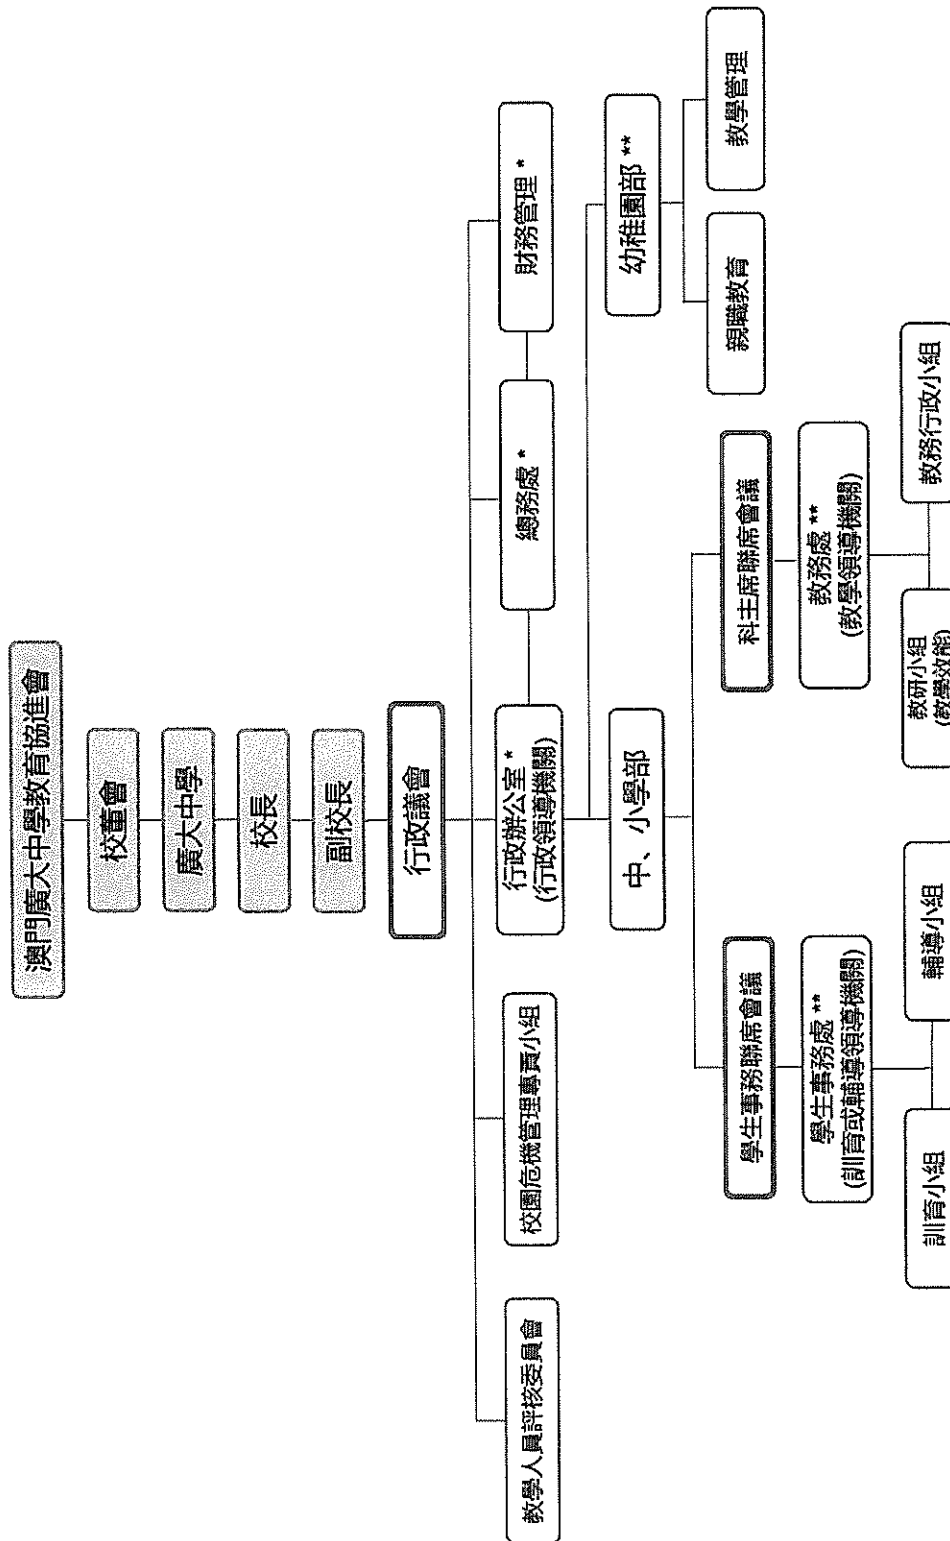 澳門廣大中學教育協進會
校董會
廣大中學
校長
副校長
行政議會
教學人員評核委員會
校園危機管理專責小組
行政辦公室 *
(行政領導機關)
總務處 *
財務管理 *
中、小學部
幼稚園部 **
親職教育
教學管理
學生事務聯席會議
科主席聯席會議
學生事務處 **
(訓育或輔導領導機關)
教務處 **
(教學領導機關)
訓育小組
輔導小組
教研小組
(教學效能)
教務行政小組